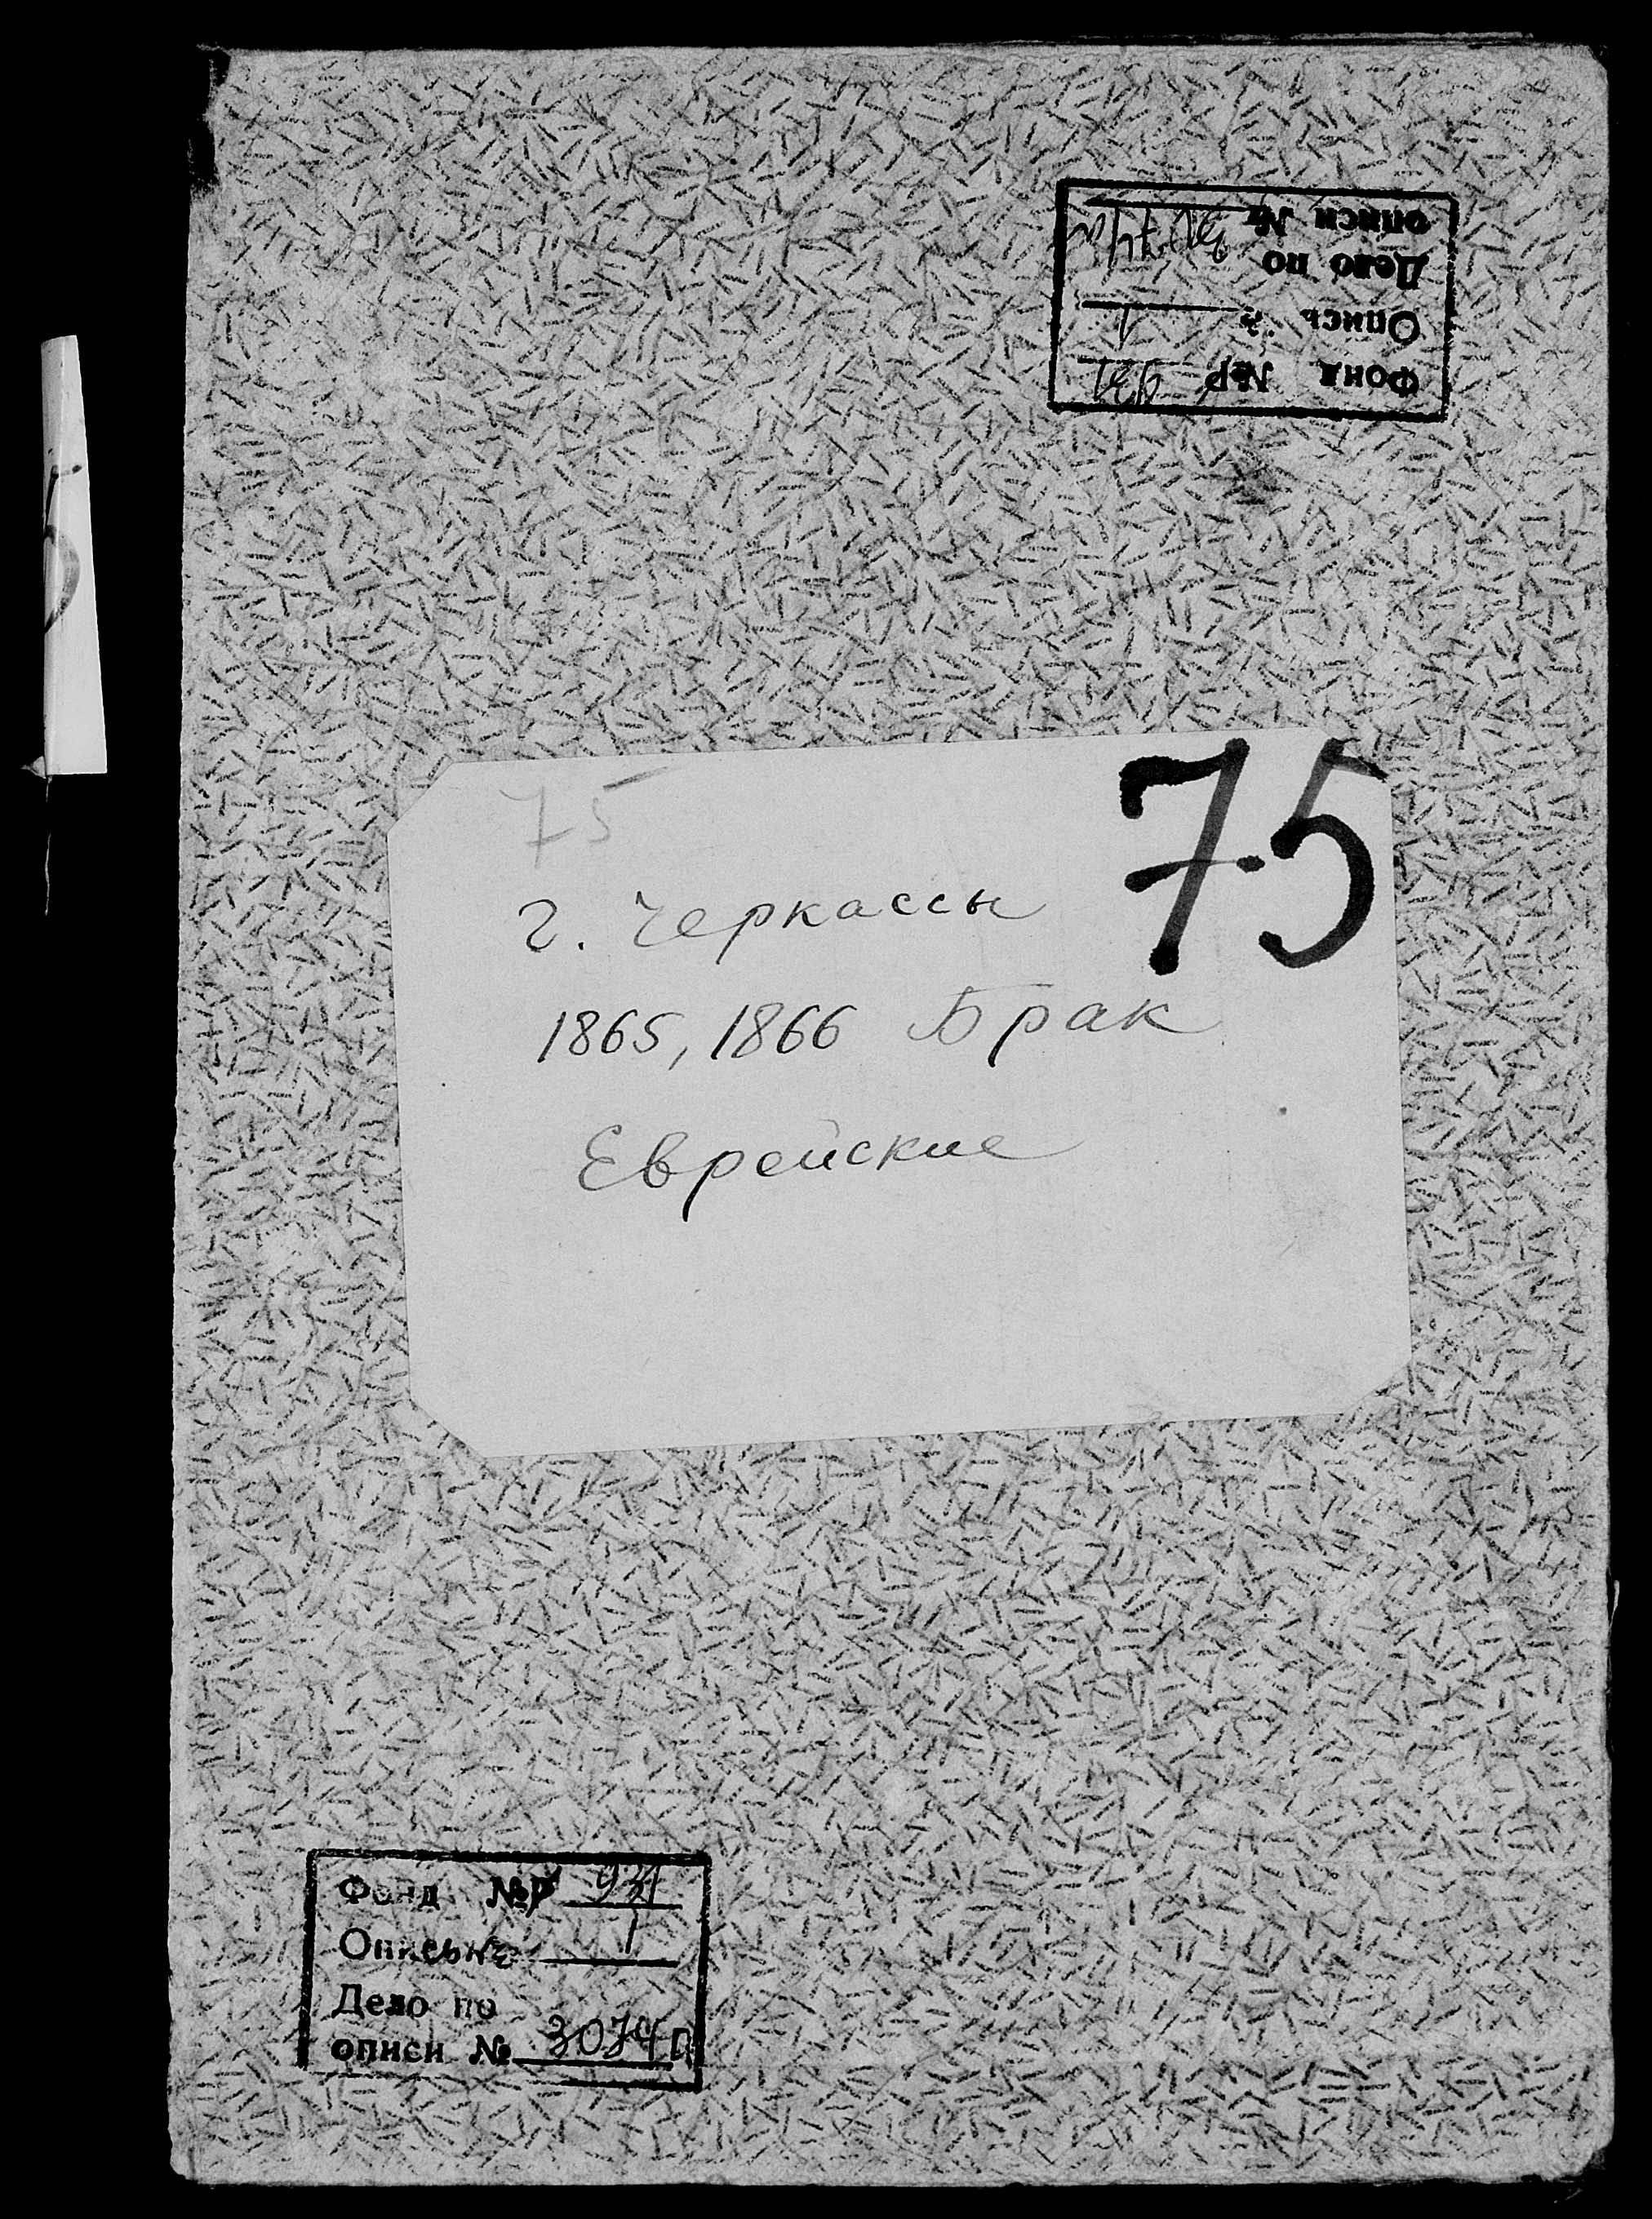 Фонд №Р 931
Опись № 1
Дело по
описи №
75
75
г. Черкассы
1865, 1866 Брак
Еврейские
Фонд №Р 931
Опись № 1
Дело по
описи № 3074п